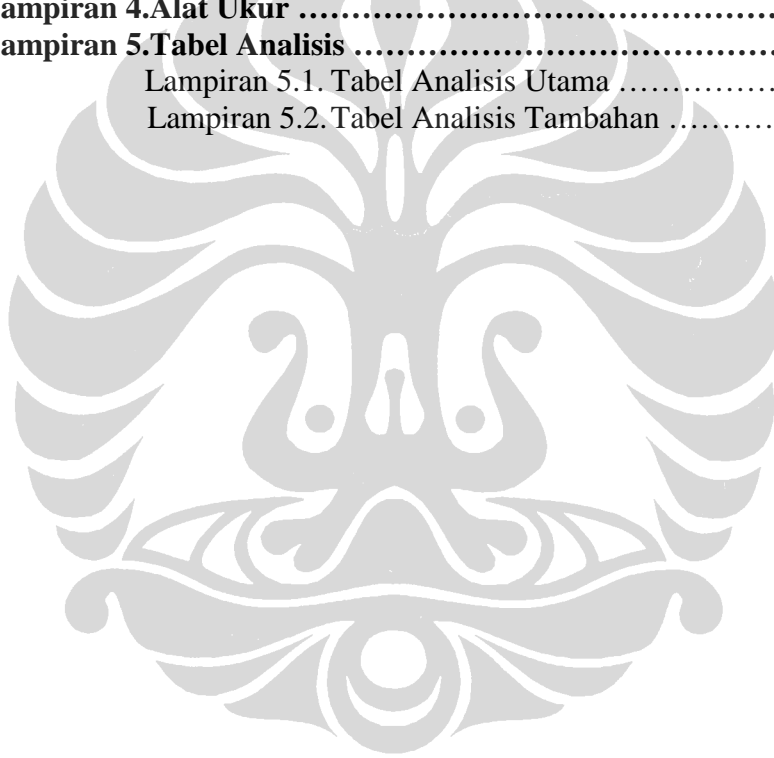 ampiran 4.Alat Ukur ……………………………………
ampiran 5.Tabel Analisis ………………………………
Lampiran 5.1. Tabel Analisis Utama ……………
Lampiran 5.2. Tabel Analisis Tambahan ………